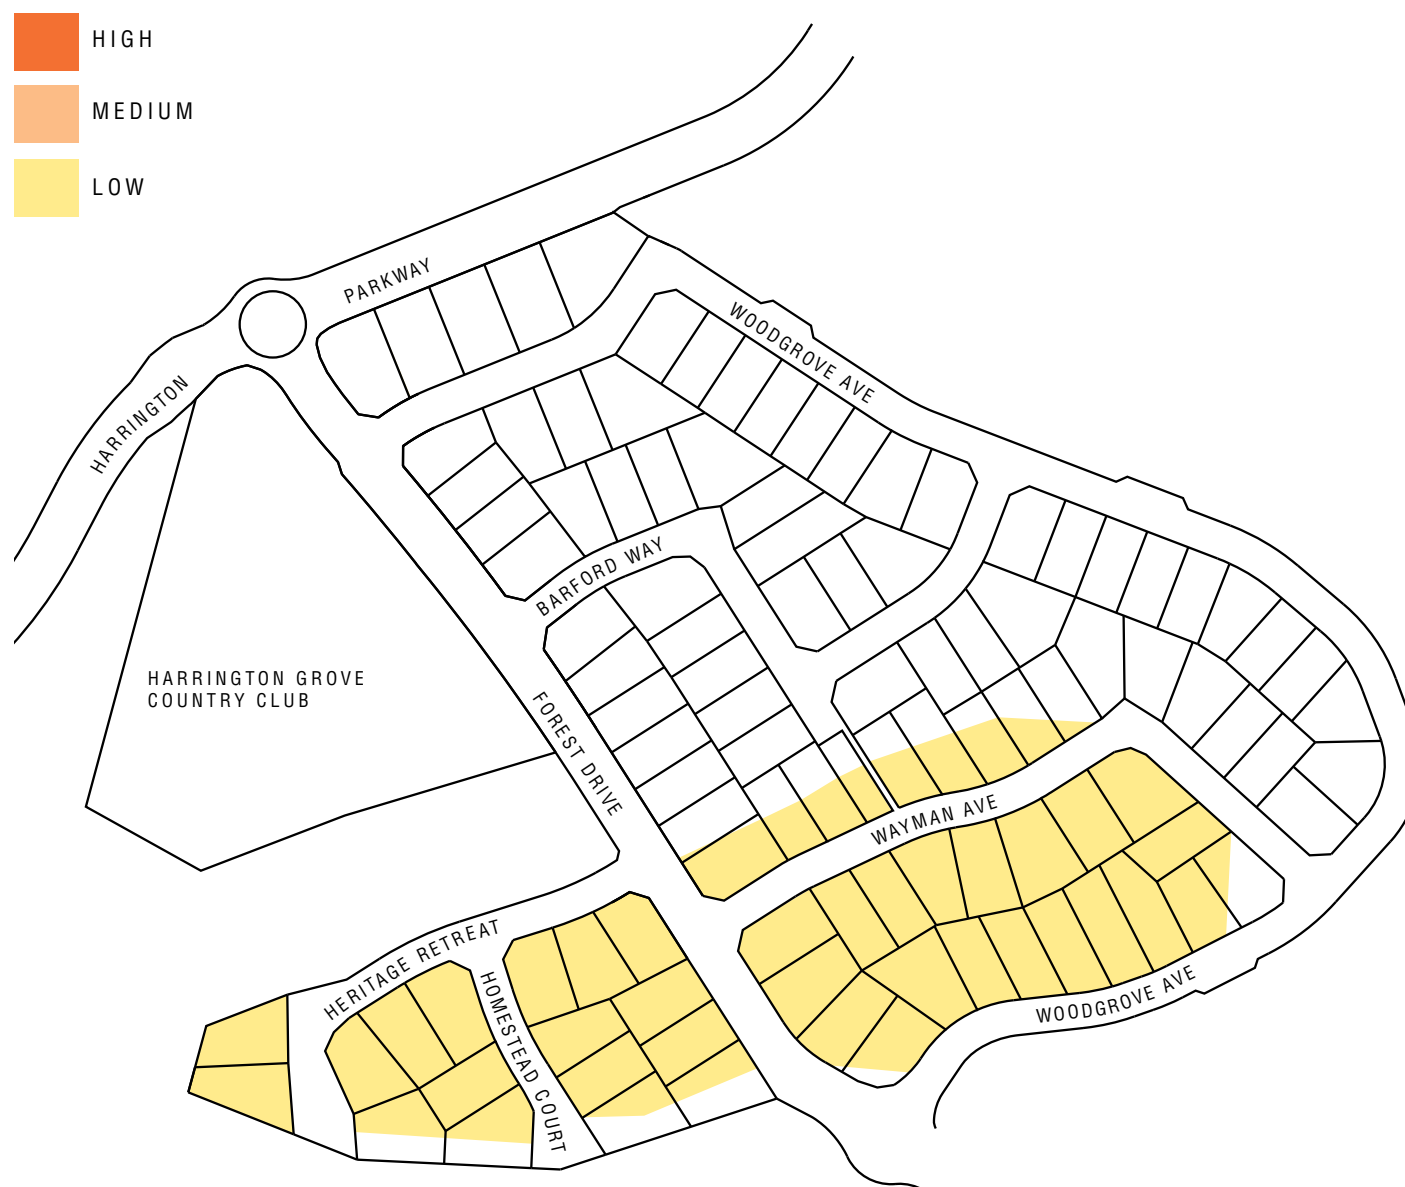 HIGH
MEDIUM
LOW
PARKWAY
HARRINGTON
WOODGROVE AVE
BARFORD WAY
HARRINGTON GROVE
COUNTRY CLUB
FOREST DRIVE
WAYMAN AVE
HERITAGE RETREAT
HOMESTEAD COURT
WOODGROVE AVE